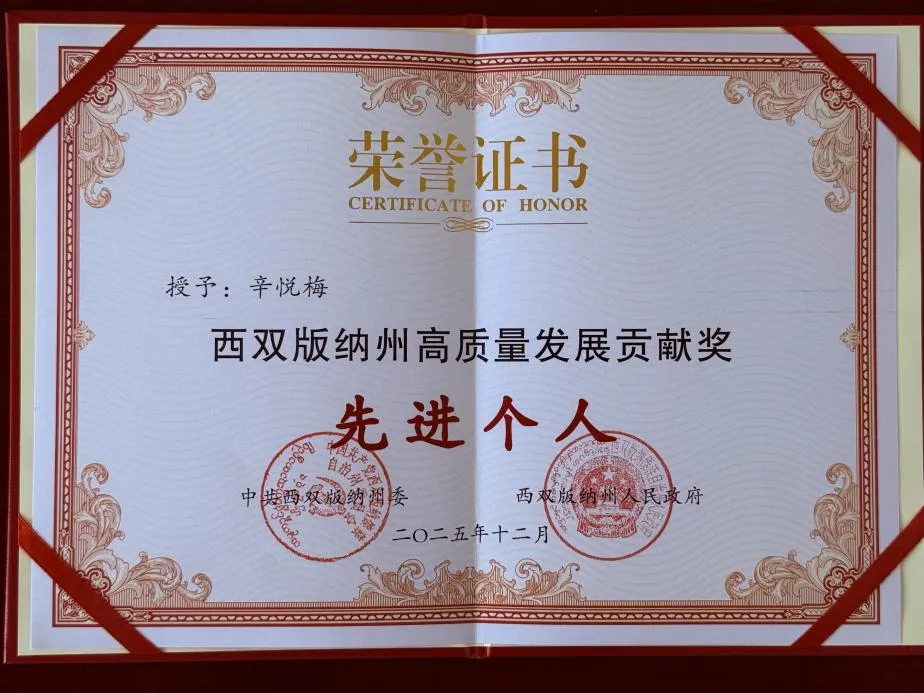 荣誉证书
CERTIFICATE OF HONOR
授予：辛悦梅
西双版纳州高质量发展贡献奖
先进个人
中共西双版纳州委
西双版纳州人民政府
二〇二五年十二月